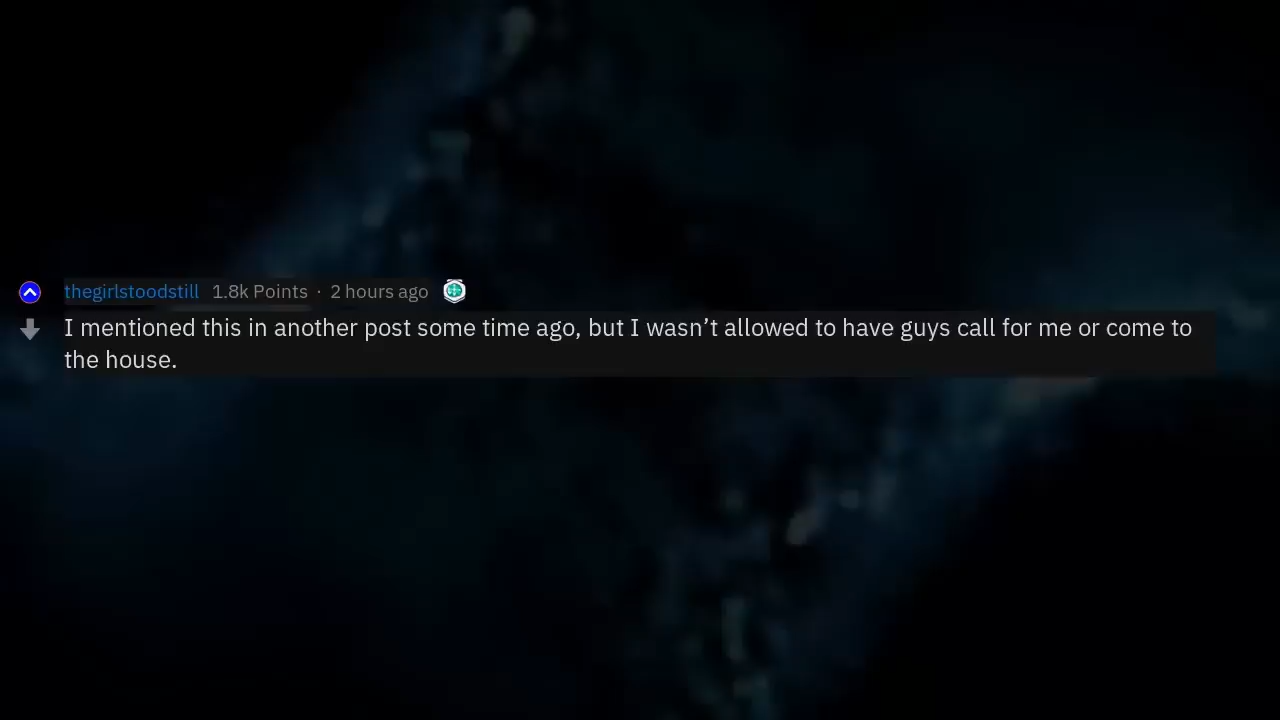 thegirlstoodstill 1.8k Points · 2 hours ago
I mentioned this in another post some time ago, but I wasn’t allowed to have guys call for me or come to
the house.